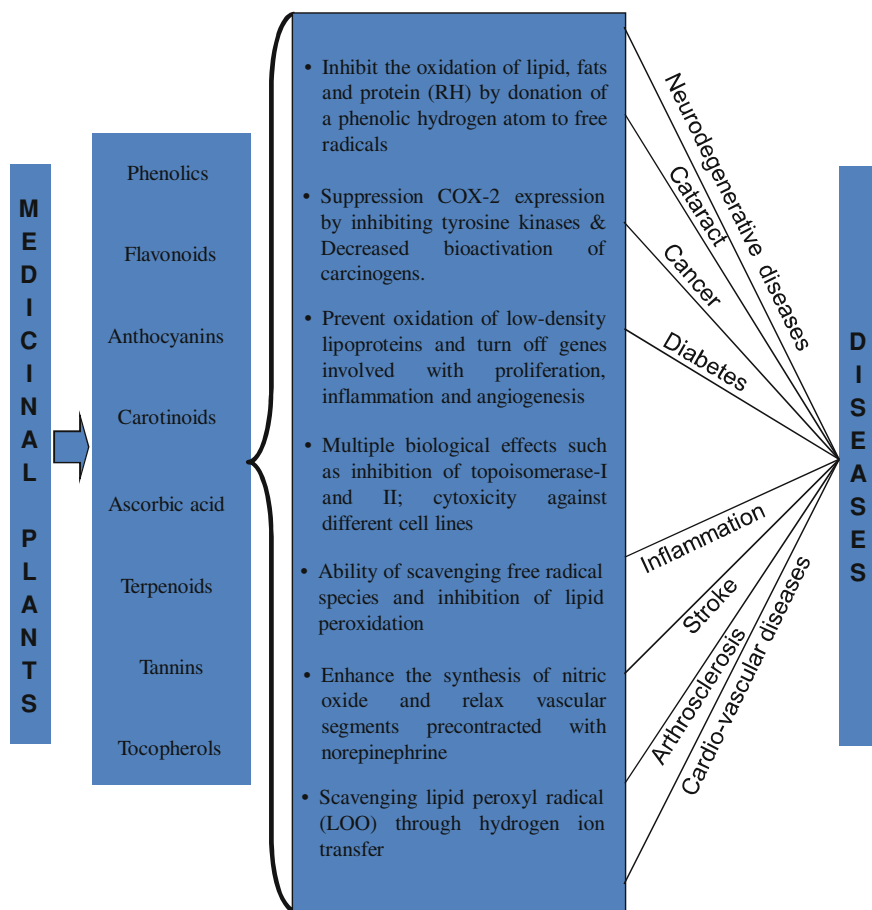 MEDICINAL PLANTS
Phenolics
Flavonoids
Anthocyanins
Carotinoids
Ascorbic acid
Terpenoids
Tannins
Tocopherols
• Inhibit the oxidation of lipid, fats
and protein (RH) by donation of
a phenolic hydrogen atom to free
radicals
• Suppression COX-2 expression
by inhibiting tyrosine kinases &
Decreased bioactivation of
carcinogens.
• Prevent oxidation of low-density
lipoproteins and turn off genes
involved with proliferation,
inflammation and angiogenesis
• Multiple biological effects such
as inhibition of topoisomerase-I
and II; cytoxicity against
different cell lines
• Ability of scavenging free radical
species and inhibition of lipid
peroxidation
• Enhance the synthesis of nitric
oxide and relax vascular
segments precontracted with
norepinephrine
• Scavenging lipid peroxyl radical
(LOO) through hydrogen ion
transfer
Neurodegenerative diseases
Cataract
Cancer
Diabetes
Inflammation
Stroke
Arthrosclerosis
Cardio-vascular diseases
DISEASES